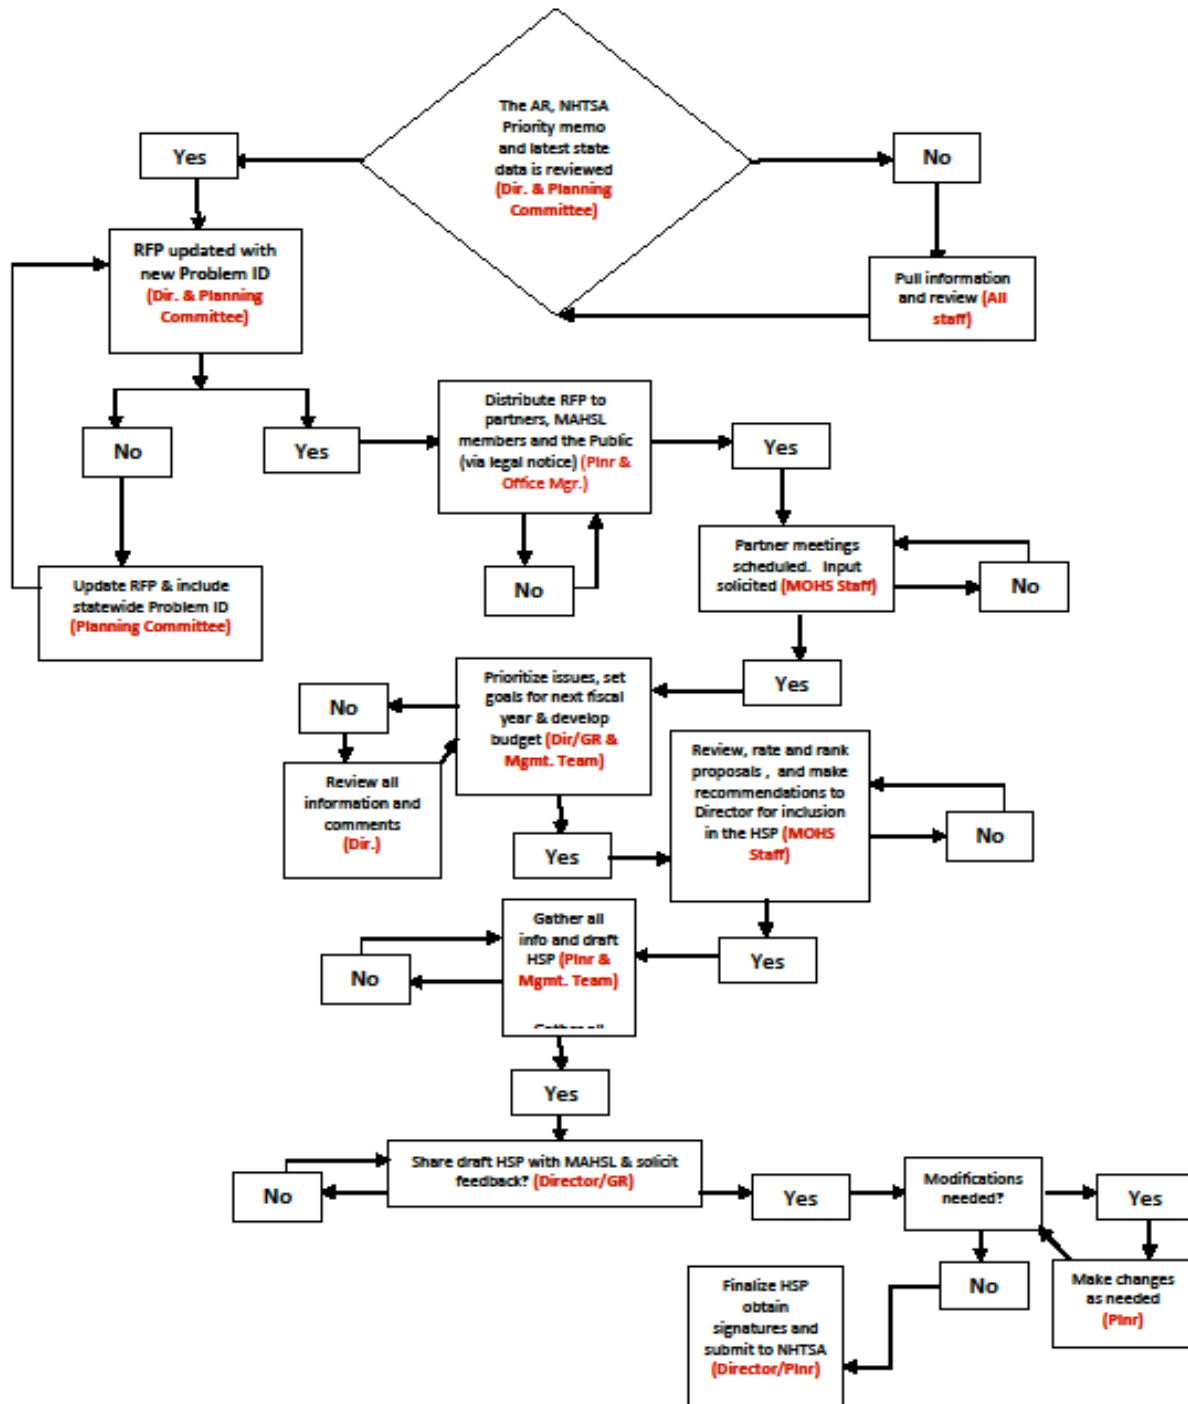 The AR, NHTSA
Priority memo
and latest state
data is reviewed
(Dir. & Planning
Committee)
Yes
No
RFP updated with
new Problem ID
(Dir. & Planning
Committee)
Pull information
and review (All
staff)
No
Yes
Distribute RFP to
partners, MAHSL
members and the Public
(via legal notice) (Plnr &
Office Mgr.)
Yes
No
Partner meetings
scheduled. Input
solicited (MOHS Staff)
No
Update RFP & include
statewide Problem ID
(Planning Committee)
Yes
Prioritize issues, set
goals for next fiscal
year & develop
budget (Dir/GR &
Mgmt. Team)
No
Review all
information and
comments
(Dir.)
Yes
Review, rate and rank
proposals , and make
recommendations to
Director for inclusion
in the HSP (MOHS
Staff)
No
Yes
Gather all
info and draft
HSP (Plnr &
Mgmt. Team)
Gather all
No
Yes
Share draft HSP with MAHSL & solicit
feedback? (Director/GR)
No
Yes
Modifications
needed?
Yes
No
Make changes
as needed
(Plnr)
Finalize HSP
obtain
signatures and
submit to NHTSA
(Director/Plnr)